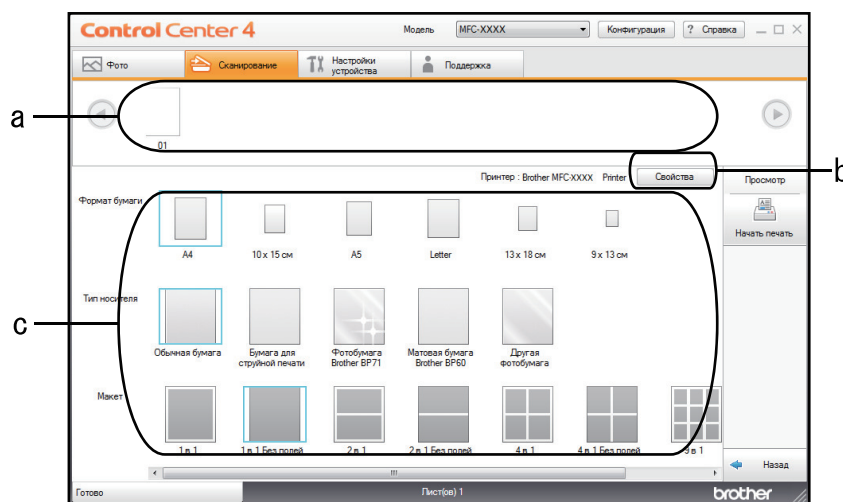 Control Center 4
Модель MFC-XXXX Конфигурация ? Справка
Фото Сканирование Настройки устройства Поддержка
a
01
b
Принтер : Brother MFC-XXXX Printer Свойства
Просмотр
Формат бумаги
Начать печать
A4 10 x 15 см A5 Letter 13 x 18 см 9 x 13 см
Тип носителя
c
Обычная бумага Бумага для струйной печати Фотобумага Brother BP71 Матовая бумага Brother BP60 Другая фотобумага
Макет
1 в 1 1 в 1 Без полей 2 в 1 2 в 1 Без полей 4 в 1 4 в 1 Без полей 9 в 1
Назад
Готово Лист(ов) 1 brother